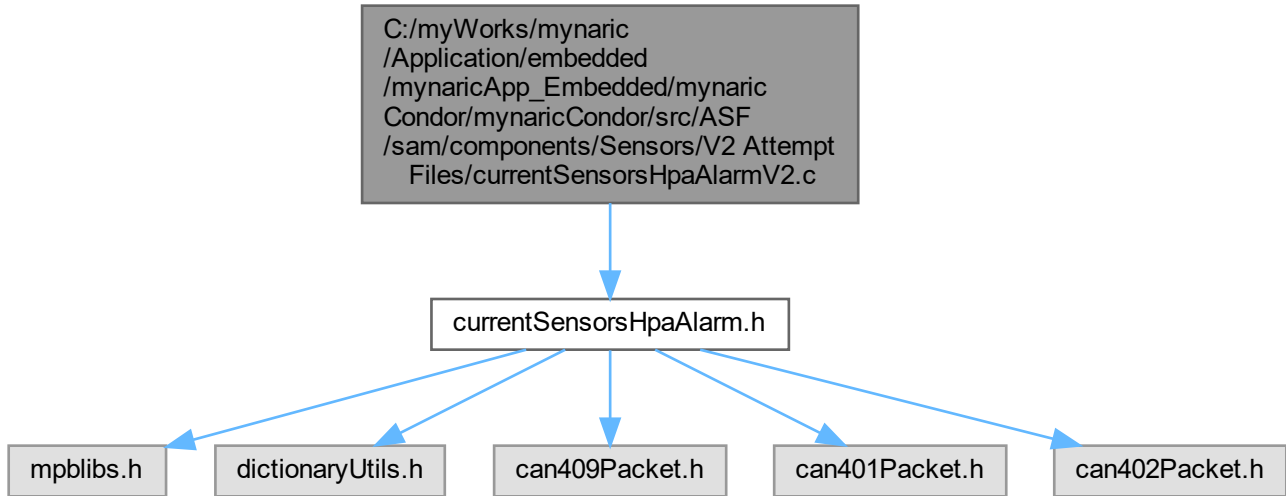 C:/myWorks/mynaric
/Application/embedded
/mynaricApp_Embedded/mynaric
Condor/mynaricCondor/src/ASF
/sam/components/Sensors/V2 Attempt
Files/currentSensorsHpaAlarmV2.c
currentSensorsHpaAlarm.h
mpblibs.h
dictionaryUtils.h
can409Packet.h
can401Packet.h
can402Packet.h